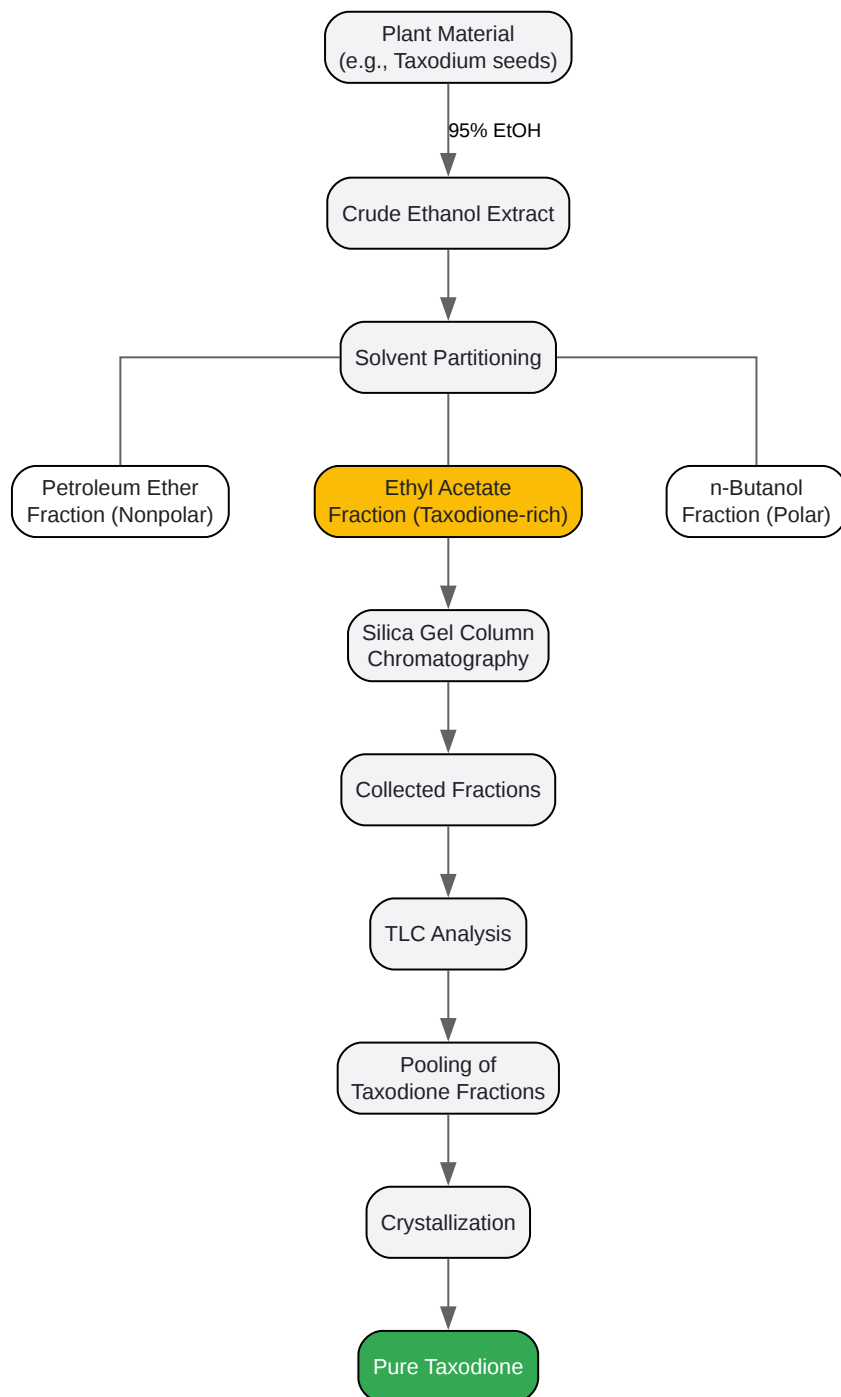 Plant Material
(e.g., Taxodium seeds)
95% EtOH
Crude Ethanol Extract
Solvent Partitioning
Petroleum Ether
Fraction (Nonpolar)
Ethyl Acetate
Fraction (Taxodione-rich)
n-Butanol
Fraction (Polar)
Silica Gel Column
Chromatography
Collected Fractions
TLC Analysis
Pooling of
Taxodione Fractions
Crystallization
Pure Taxodione